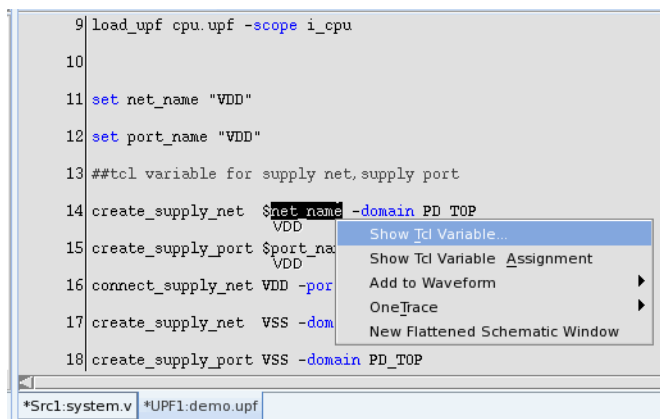 9 load_upf cpu.upf -scope i_cpu
10
11 set net_name "VDD"
12 set port_name "VDD"
13 ##tcl variable for supply net,supply port
14 create_supply_net $net_name -domain PD_TOP
VDD
Show Tcl Variable...
15 create_supply_port $port_na
VDD
Show Tcl Variable Assignment
16 connect_supply_net VDD -por
Add to Waveform
OneTrace
17 create_supply_net VSS -dom
New Flattened Schematic Window
18 create_supply_port VSS -domain PD_TOP
*Src1:system.v *UPF1:demo.upf